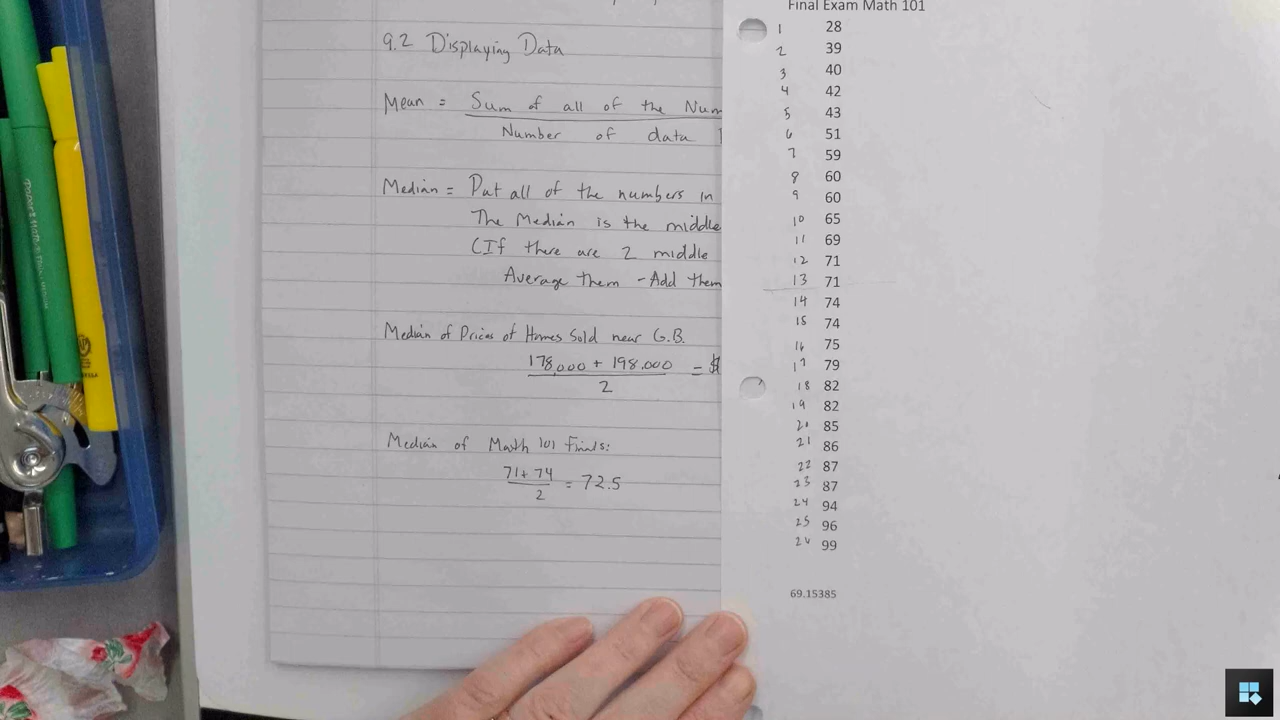 9.2 Displaying Data
Mean = Sum of all of the Num
Number of data
Median = Put all of the numbers in
The Median is the middle
(If there are 2 middle
Average them - Add them
Median of Prices of Homes Sold near G.B.
178,000 + 198,000 = $
2
Median of Math 101 Finals:
71 + 74 = 72.5
2
Final Exam Math 101
1 28
2 39
3 40
4 42
5 43
6 51
7 59
8 60
9 60
10 65
11 69
12 71
13 71
14 74
15 74
16 75
17 79
18 82
19 82
20 85
21 86
22 87
23 87
24 94
25 96
26 99
69.15385